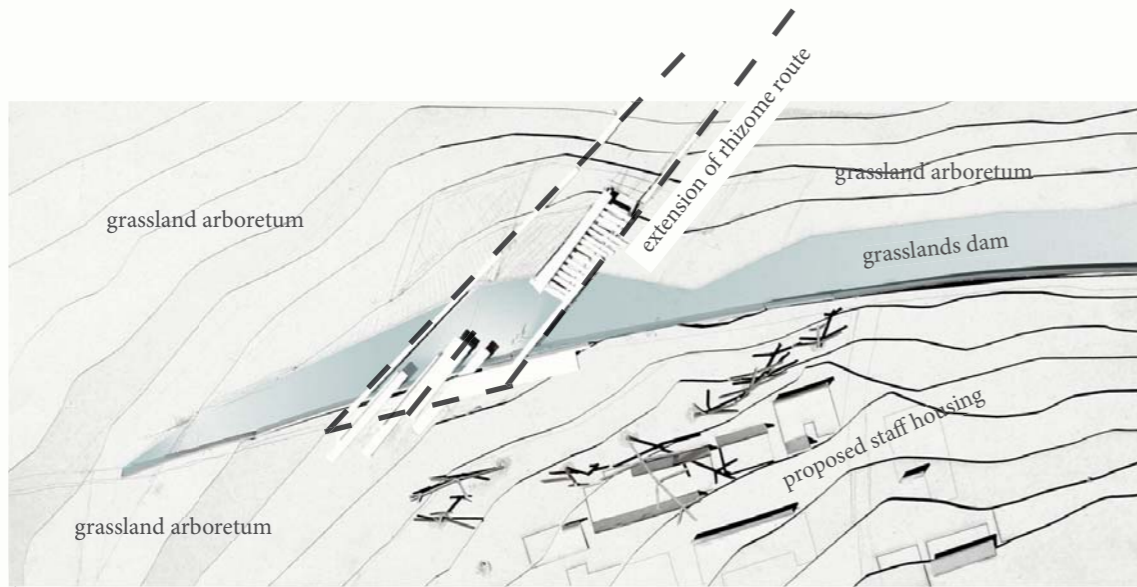 extension of rhizome route
grassland arboretum
grassland arboretum
grasslands dam
proposed staff housing
grassland arboretum